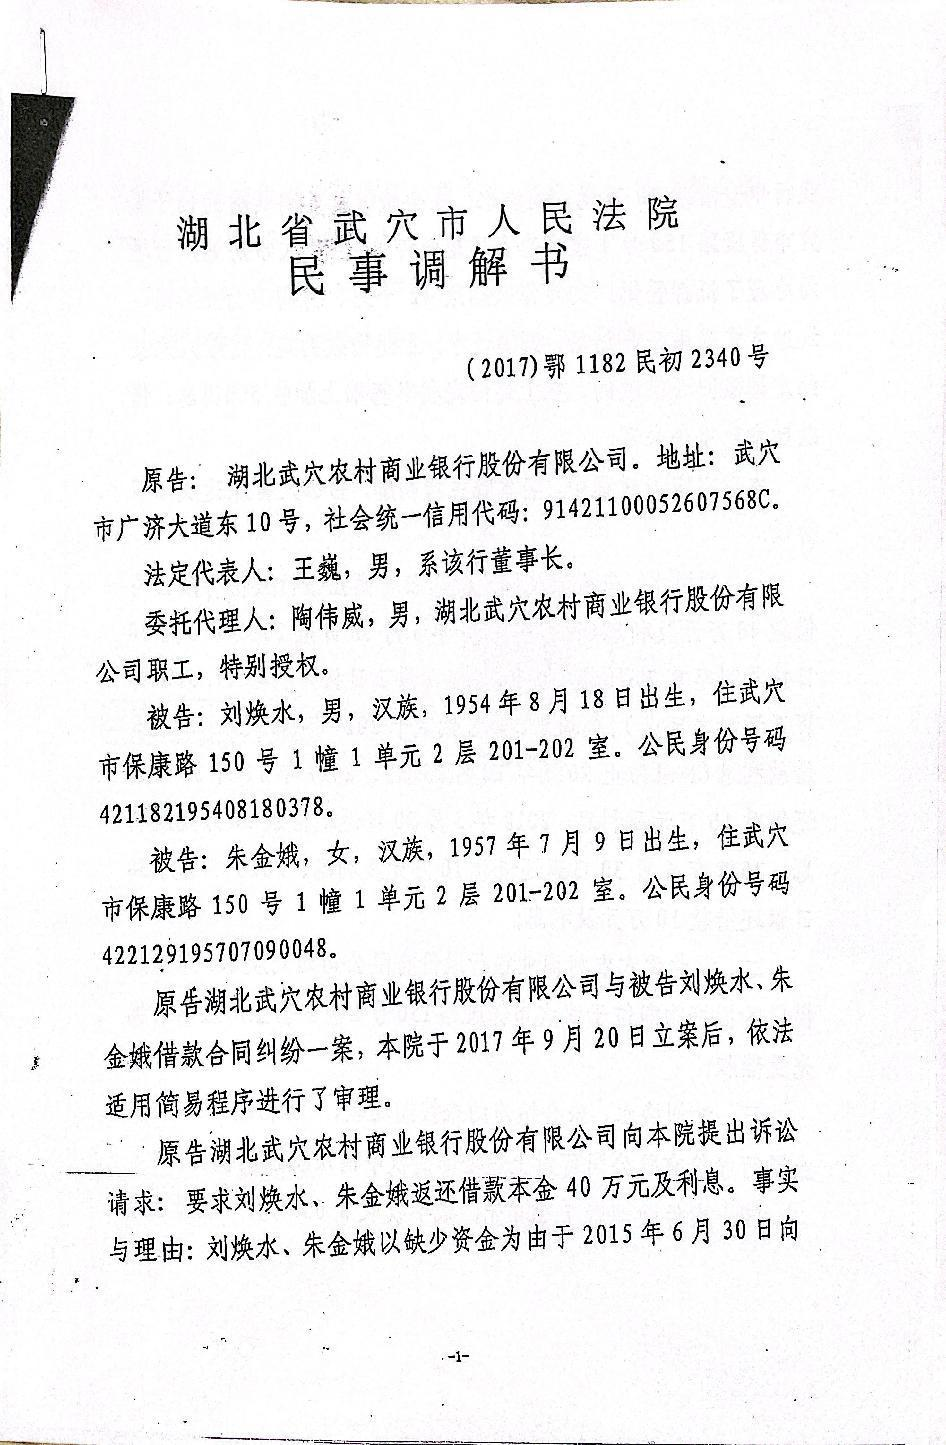 湖北省武穴市人民法院
民事调解书
(2017)鄂1182民初2340号
原告： 湖北武穴农村商业银行股份有限公司。地址：武穴
市广济大道东10号，社会统一信用代码：91421100052607568C。
法定代表人：王巍，男，系该行董事长。
委托代理人：陶伟威，男，湖北武穴农村商业银行股份有限
公司职工，特别授权。
被告：刘焕水，男，汉族，1954年8月18日出生，住武穴
市保康路150号1幢1单元2层201-202室。公民身份号码
421182195408180378。
被告：朱金娥，女，汉族，1957年7月9日出生，住武穴
市保康路150号1幢1单元2层201-202室。公民身份号码
422129195707090048。
原告湖北武穴农村商业银行股份有限公司与被告刘焕水、朱
金娥借款合同纠纷一案，本院于2017年9月20日立案后，依法
适用简易程序进行了审理。
原告湖北武穴农村商业银行股份有限公司向本院提出诉讼
请求：要求刘焕水、朱金娥返还借款本金40万元及利息。事实
与理由：刘焕水、朱金娥以缺少资金为由于2015年6月30日向
-1-